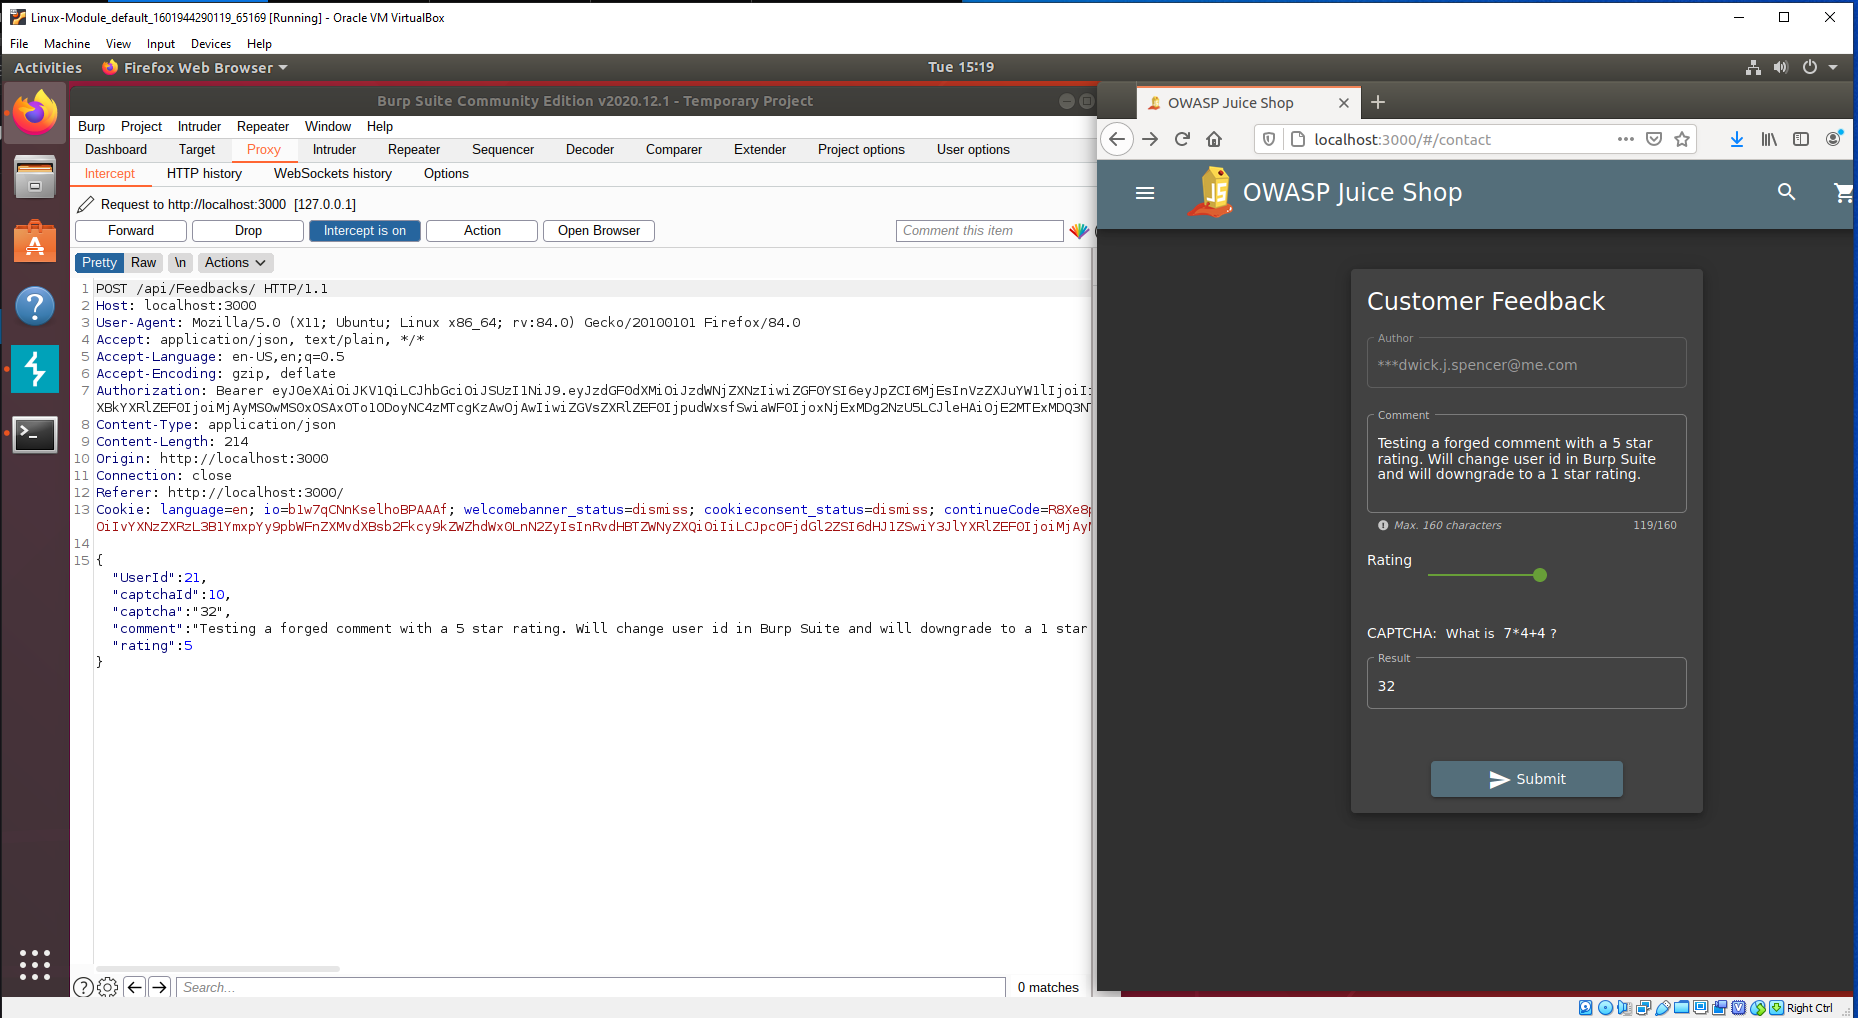 Linux-Module_default_1601944290119_65169 [Running] - Oracle VM VirtualBox
File Machine View Input Devices Help
Activities Firefox Web Browser Tue 15:19
Burp Suite Community Edition v2020.12.1 - Temporary Project
Burp Project Intruder Repeater Window Help
Dashboard Target Proxy Intruder Repeater Sequencer Decoder Comparer Extender Project options User options
Intercept HTTP history WebSockets history Options
Request to http://localhost:3000 [127.0.0.1]
Forward Drop Intercept is on Action Open Browser Comment this item
Pretty Raw \n Actions
1 POST /api/Feedbacks/ HTTP/1.1
2 Host: localhost:3000
3 User-Agent: Mozilla/5.0 (X11; Ubuntu; Linux x86_64; rv:84.0) Gecko/20100101 Firefox/84.0
4 Accept: application/json, text/plain, */*
5 Accept-Language: en-US,en;q=0.5
6 Accept-Encoding: gzip, deflate
7 Authorization: Bearer
8 Content-Type: application/json
9 Content-Length: 214
10 Origin: http://localhost:3000
11 Connection: close
12 Referer: http://localhost:3000/
13 Cookie: language=en; io=b1w7qCNnKselhoBPAAAf; welcomebanner_status=dismiss; cookieconsent_status=dismiss; continueCode=
14
15 {
"UserId":21,
"captchaId":10,
"captcha":"32",
"comment":"Testing a forged comment with a 5 star rating. Will change user id in Burp Suite and will downgrade to a 1 star
"rating":5
}
Search... 0 matches
OWASP Juice Shop
localhost:3000/#/contact
OWASP Juice Shop
Customer Feedback
Author
***dwick.j.spencer@me.com
Comment
Testing a forged comment with a 5 star
rating. Will change user id in Burp Suite
and will downgrade to a 1 star rating.
Max. 160 characters 119/160
Rating
CAPTCHA: What is 7*4+4 ?
Result
32
Submit
Right Ctrl